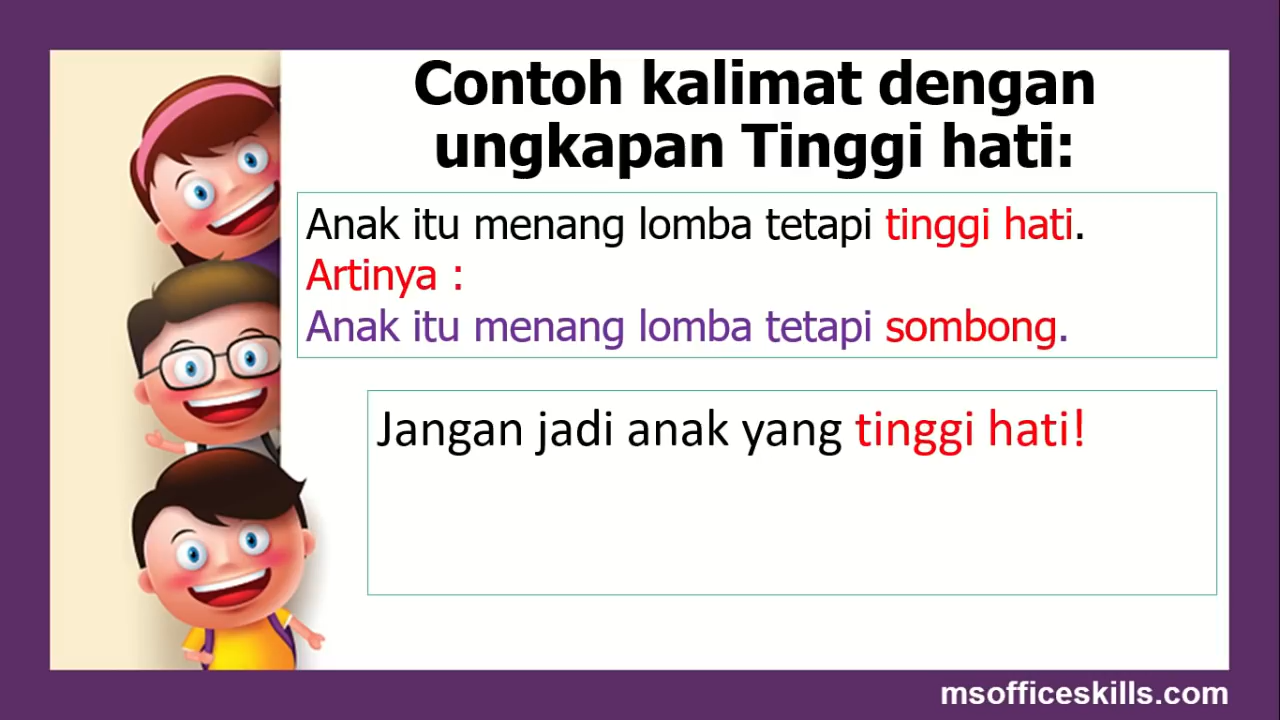 Contoh kalimat dengan
ungkapan Tinggi hati:
Anak itu menang lomba tetapi tinggi hati.
Artinya :
Anak itu menang lomba tetapi sombong.
Jangan jadi anak yang tinggi hati!
msofficeskills.com